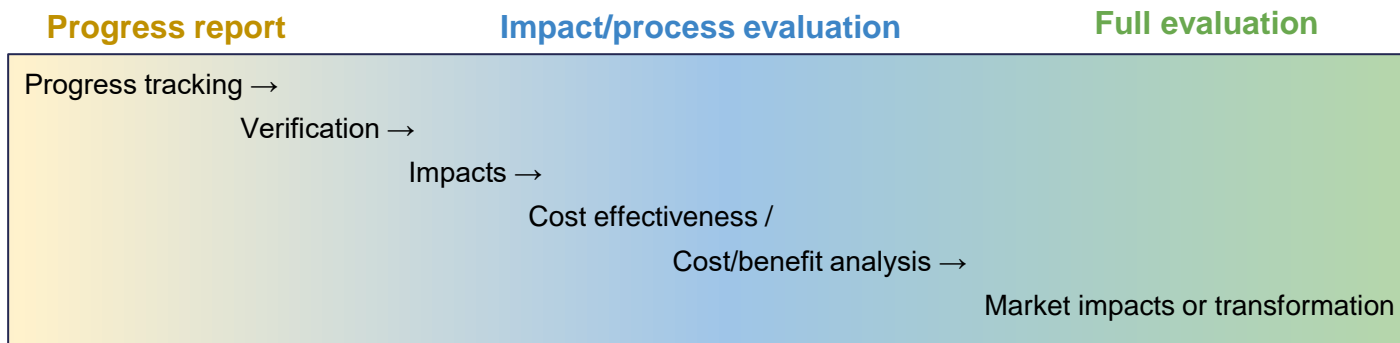 Progress report
Impact/process evaluation
Full evaluation
Progress tracking →
Verification →
Impacts →
Cost effectiveness /
Cost/benefit analysis →
Market impacts or transformation